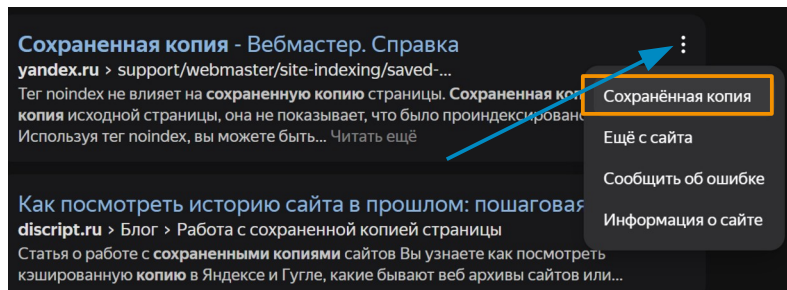 Сохраненная копия - Вебмастер. Справка
yandex.ru › support/webmaster/site-indexing/saved-...
Тег noindex не влияет на сохраненную копию страницы. Сохраненная
копия исходной страницы, она не показывает, что было
Используя тег noindex, вы можете быть... Читать ещё
Сохранённая копия
Ещё с сайта
Сообщить об ошибке
Информация о сайте
Как посмотреть историю сайта в прошлом: пошаговая
discript.ru › Блог › Работа с сохраненной копией страницы
Статья о работе с сохраненными копиями сайтов Вы узнаете как посмотреть
кэшированную копию в Яндексе и Гугле, какие бывают веб архивы сайтов или...